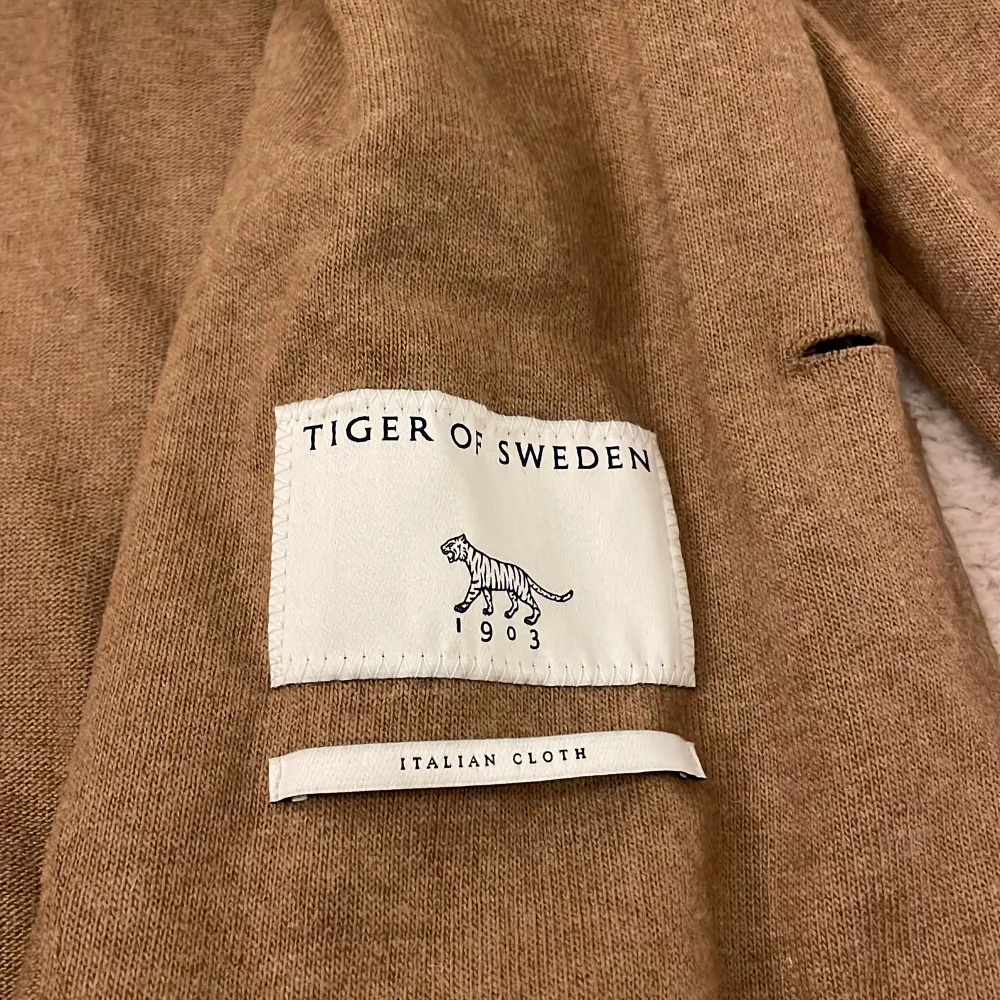 TIGER OF SWEDEN
1903
ITALIAN CLOTH